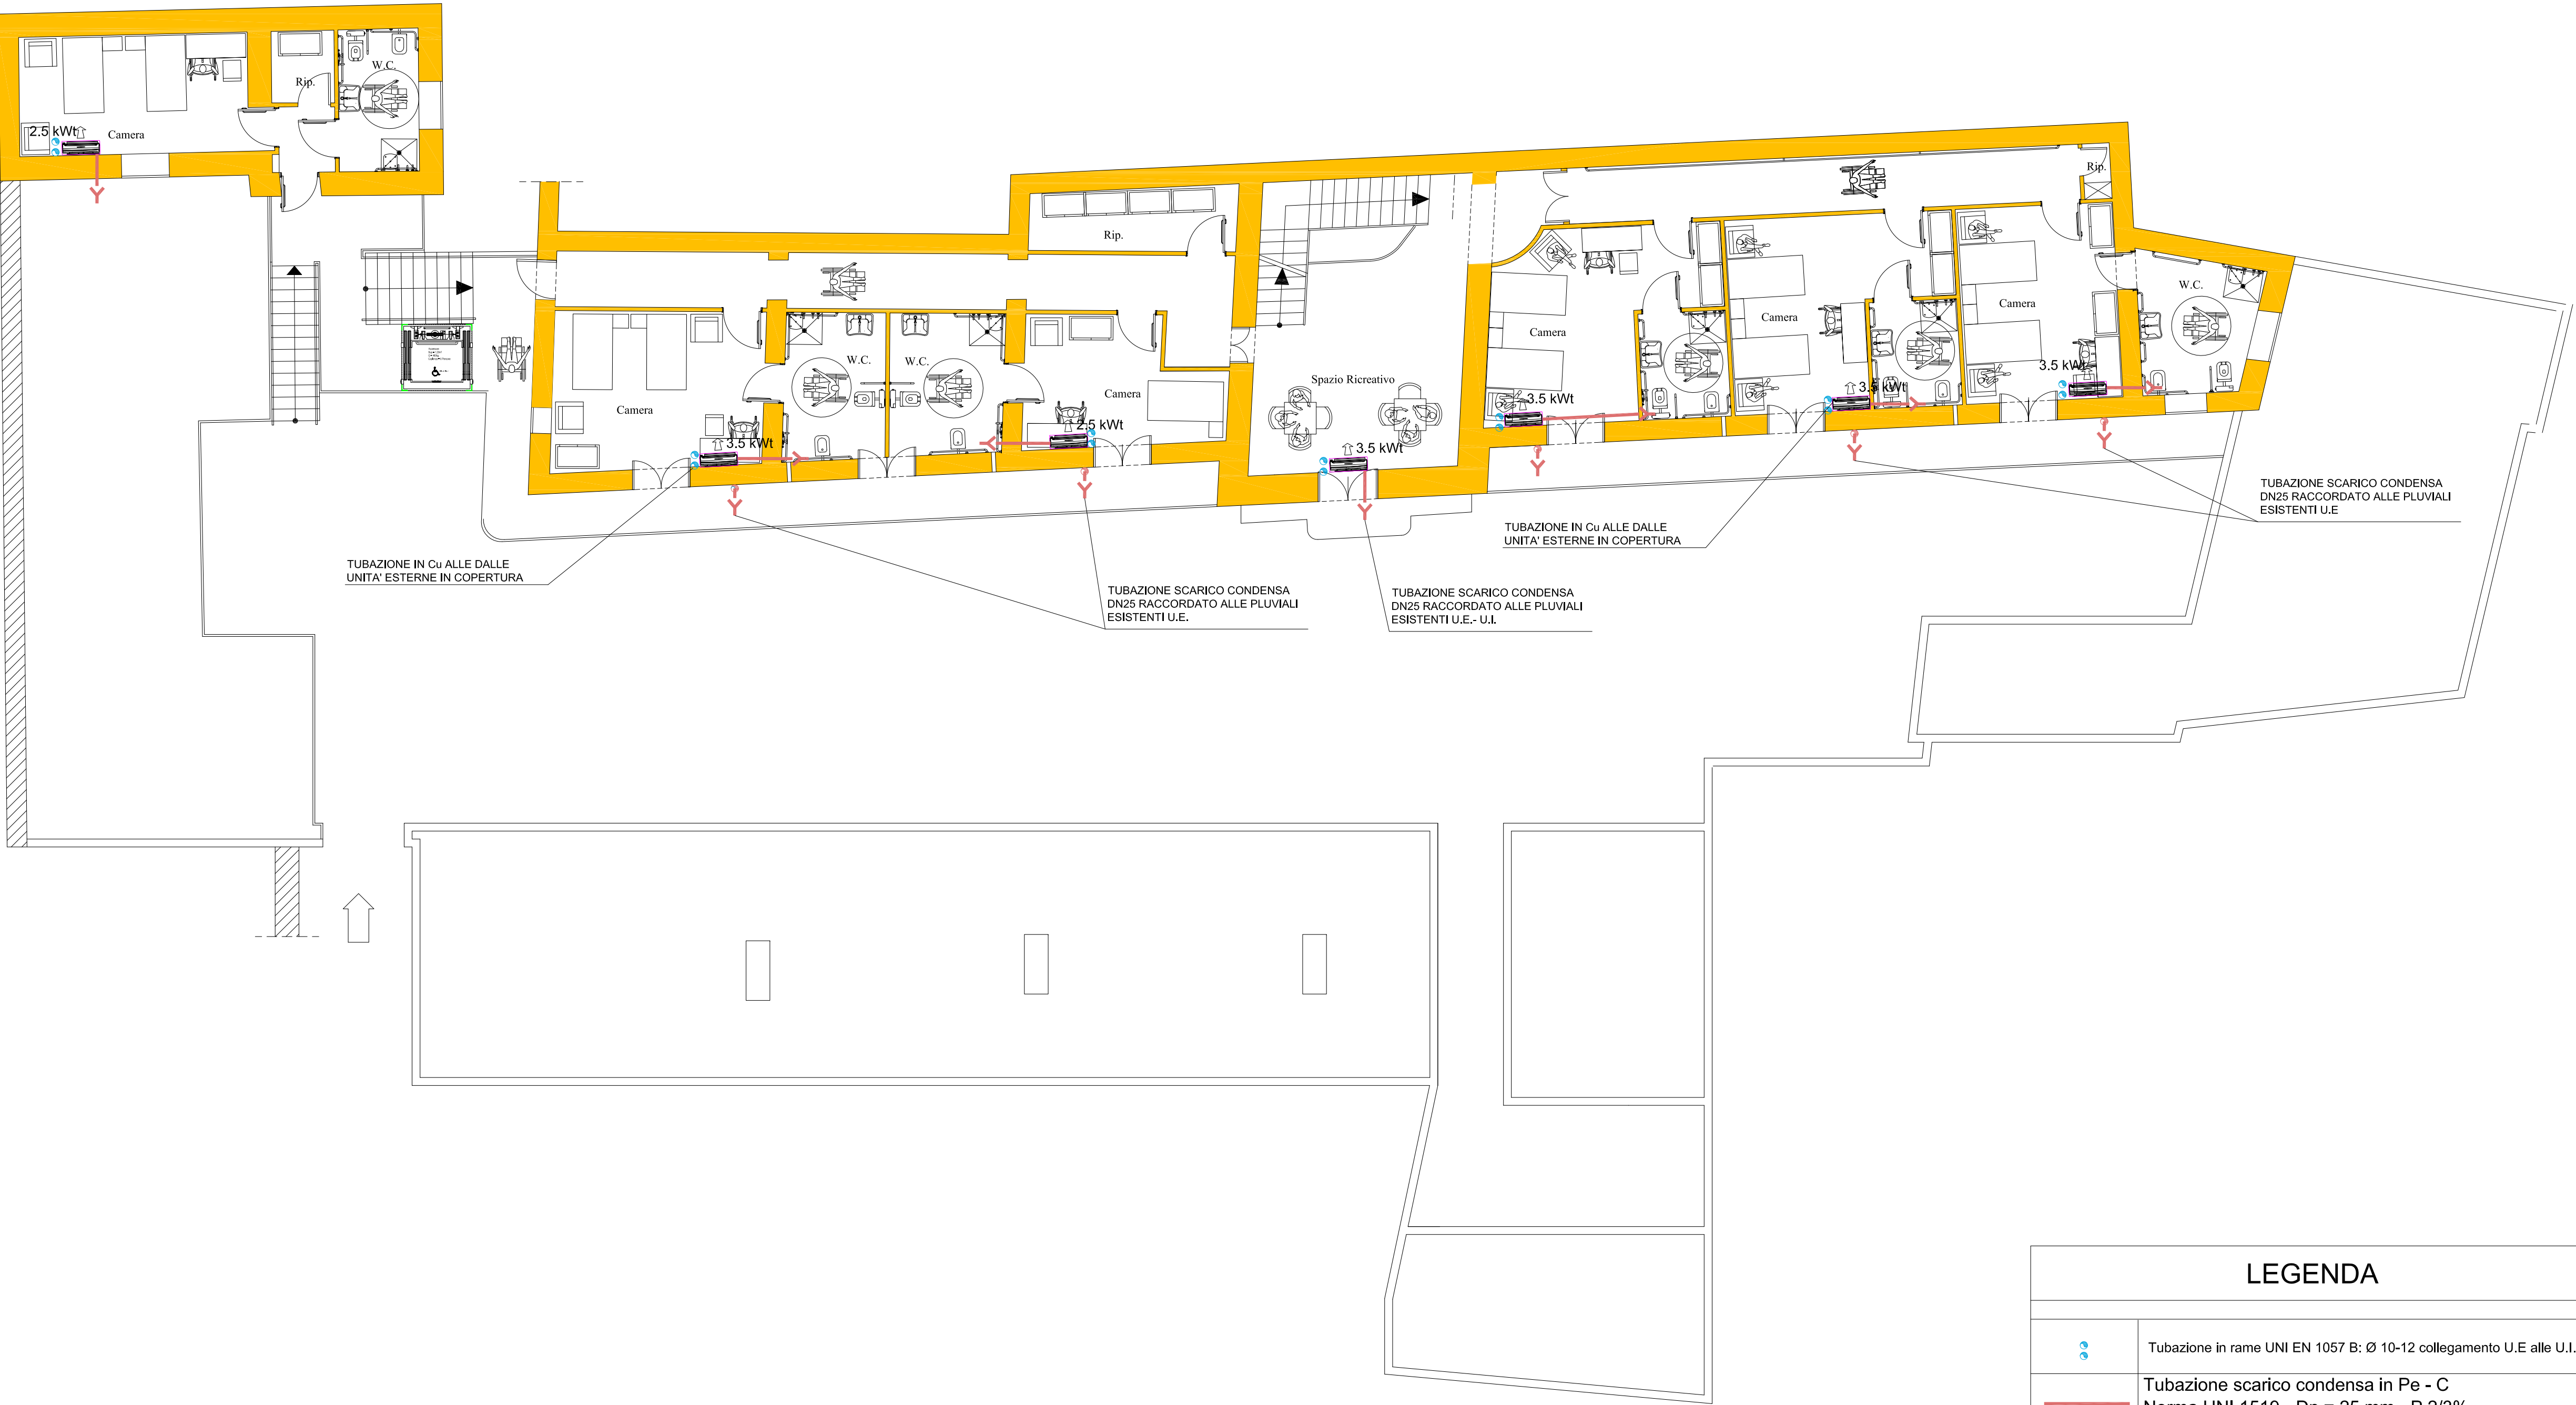 W.C.
Rip.
2.5 kWt
Camera
Rip.
Rip.
W.C.
Camera
Camera
Camera
W.C.
W.C.
Camera
Camera
Spazio Ricreativo
3.5 kWt
3.5 kWt
3.5 kWt
2.5 kWt
3.5 kWt
3.5 kWt
TUBAZIONE SCARICO CONDENSA
DN25 RACCORDATO ALLE PLUVIALI
ESISTENTI U.E
TUBAZIONE IN Cu ALLE DALLE
UNITA' ESTERNE IN COPERTURA
TUBAZIONE IN Cu ALLE DALLE
UNITA' ESTERNE IN COPERTURA
TUBAZIONE SCARICO CONDENSA
DN25 RACCORDATO ALLE PLUVIALI
ESISTENTI U.E.
TUBAZIONE SCARICO CONDENSA
DN25 RACCORDATO ALLE PLUVIALI
ESISTENTI U.E.- U.I.
LEGENDA
Tubazione in rame UNI EN 1057 B: Ø 10-12 collegamento U.E alle U.I.
Tubazione scarico condensa in Pe - C